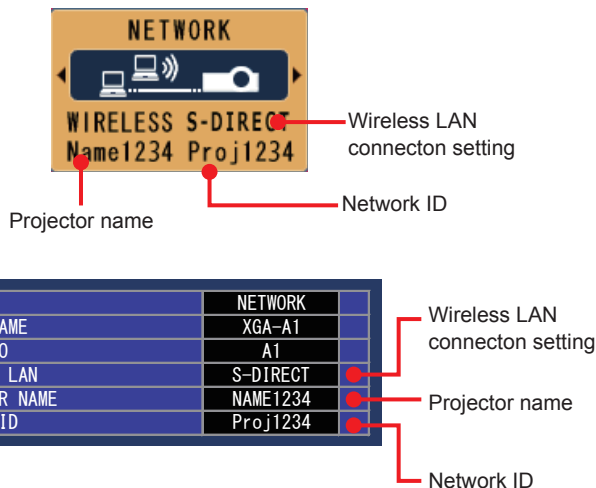 NETWORK
WIRELESS S-DIRECT
Name1234 Proj1234
Wireless LAN
connecton setting
Network ID
Projector name
NETWORK
AME XGA-A1
O A1
LAN S-DIRECT
R NAME NAME1234
ID Proj1234
Wireless LAN
connecton setting
Projector name
Network ID